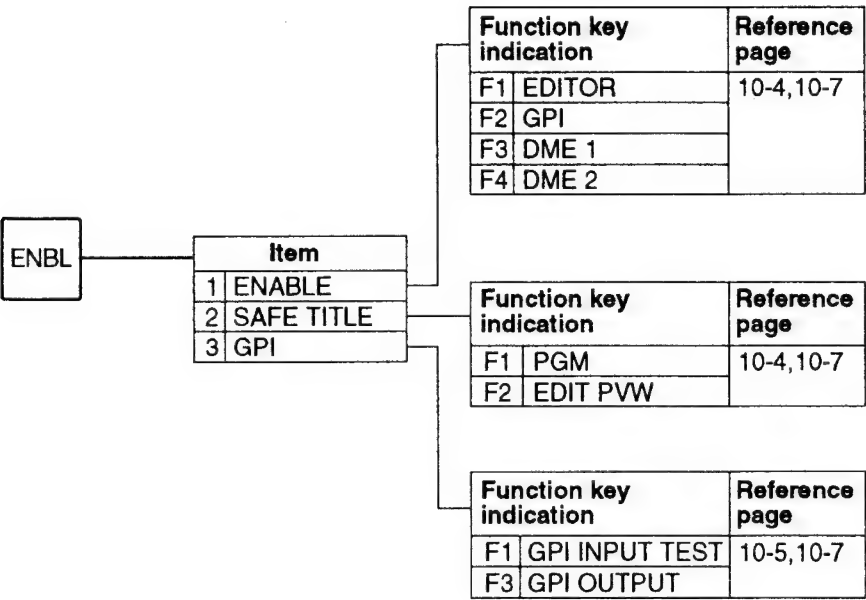 ENBL
Item
1 ENABLE
2 SAFE TITLE
3 GPI
Function key indication Reference page
F1 EDITOR 10-4,10-7
F2 GPI
F3 DME 1
F4 DME 2
Function key indication Reference page
F1 PGM 10-4,10-7
F2 EDIT PVW
Function key indication Reference page
F1 GPI INPUT TEST 10-5,10-7
F3 GPI OUTPUT